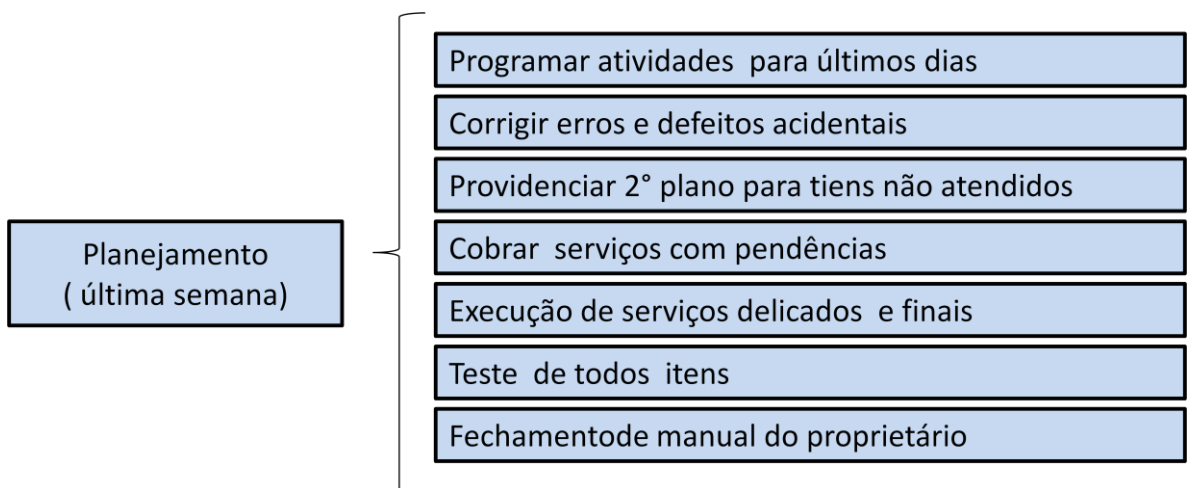 Programar atividades para últimos dias
Corrigir erros e defeitos acidentais
Providenciar 2° plano para tiens não atendidos
Planejamento
( última semana)
Cobrar serviços com pendências
Execução de serviços delicados e finais
Teste de todos itens
Fechamentode manual do proprietário